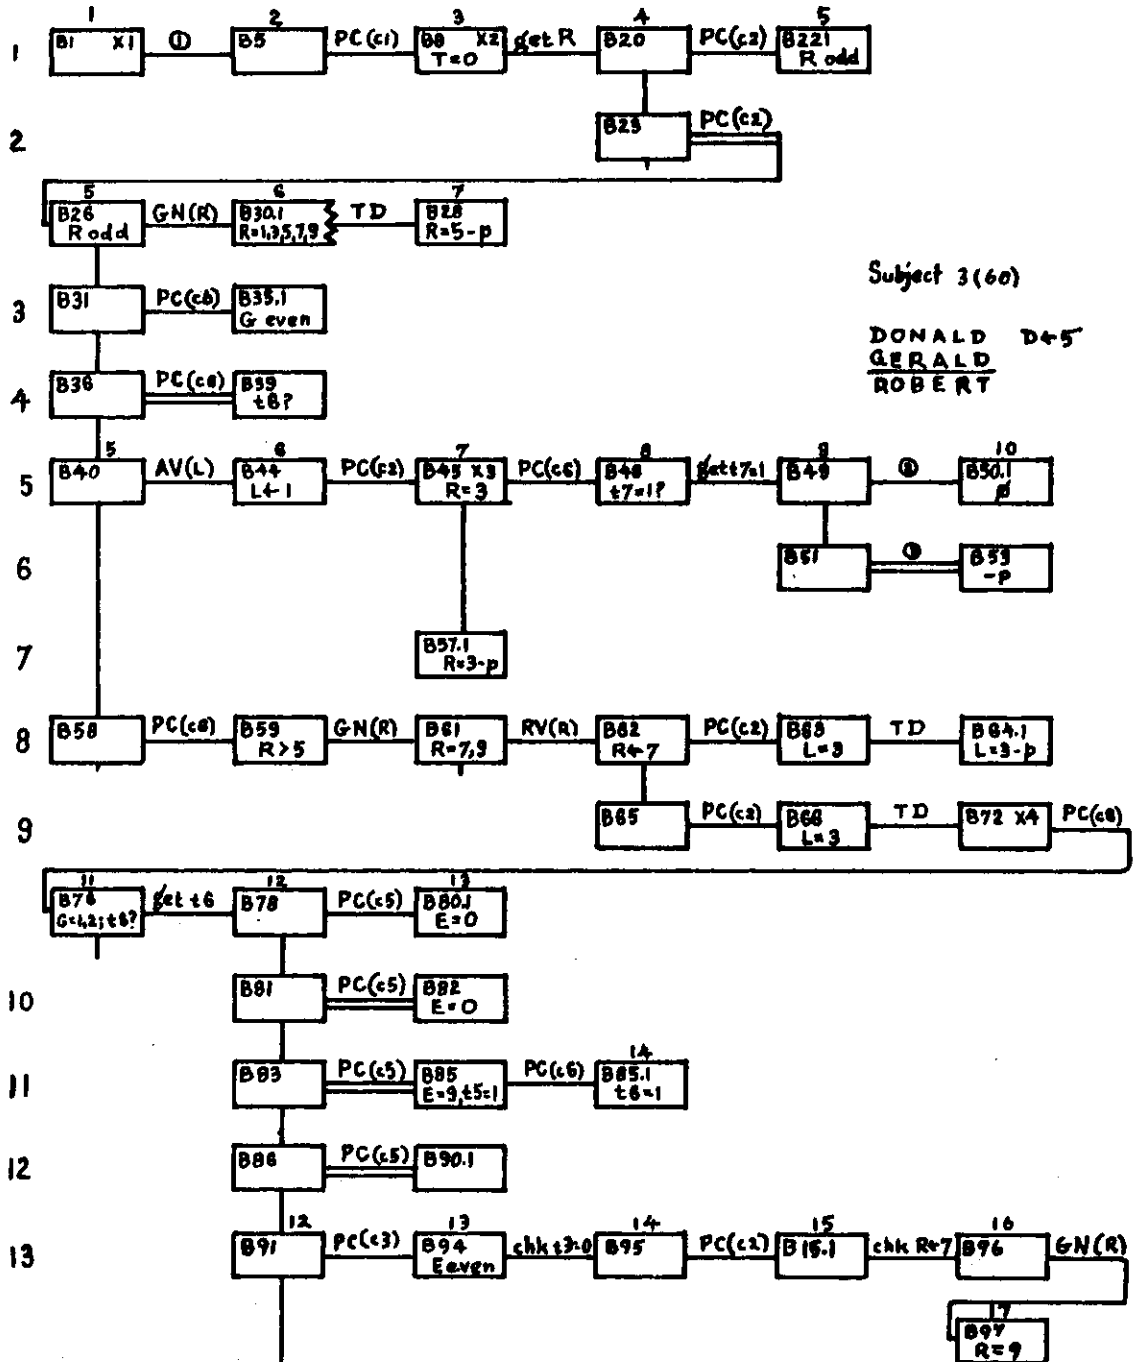 1 2 3 4 5
1 B1 X1 ① B5 PC(c1) B8 X2 get R B20 PC(c2) B22.1
T=0 R odd
2 B23 PC(c2)
5 6 7
B26 GN(R) B30.1 TD B28
R odd R=1,3,5,7,9 R=5-p
Subject 3(60)
3 B31 PC(c6) B35.1
G even
DONALD D←5
GERALD
ROBERT
4 B36 PC(c6) B39
t6?
5 6 7 8 9 10
5 B40 AV(L) B44 PC(c2) B45 X3 PC(c6) B48 get t7=1 B49 ② B50.1
L←1 R=3 t7=1? ø
6 B51 B53
-p
7 B57.1
R=3-p
8 B58 PC(c6) B59 GN(R) B61 RV(R) B62 PC(c2) B63 TD B64.1
R>5 R=7,9 R←7 L=3 L=3-p
9 B65 PC(c2) B66 TD B72 X4 PC(c6)
L=3
11 12 13
B76 get t6 B78 PC(c5) B80.1
G=1,2; t6? E=0
10 B81 PC(c5) B82
E=0
14
11 B83 PC(c5) B85 PC(c6) B85.1
E=9, t5=1 t6=1
12 B86 PC(c5) B90.1
12 13 14 15 16
13 B91 PC(c3) B94 chk t3=0 B95 PC(c2) B 15.1 chk R←7 B96 GN(R)
E even
17
B97
R=9